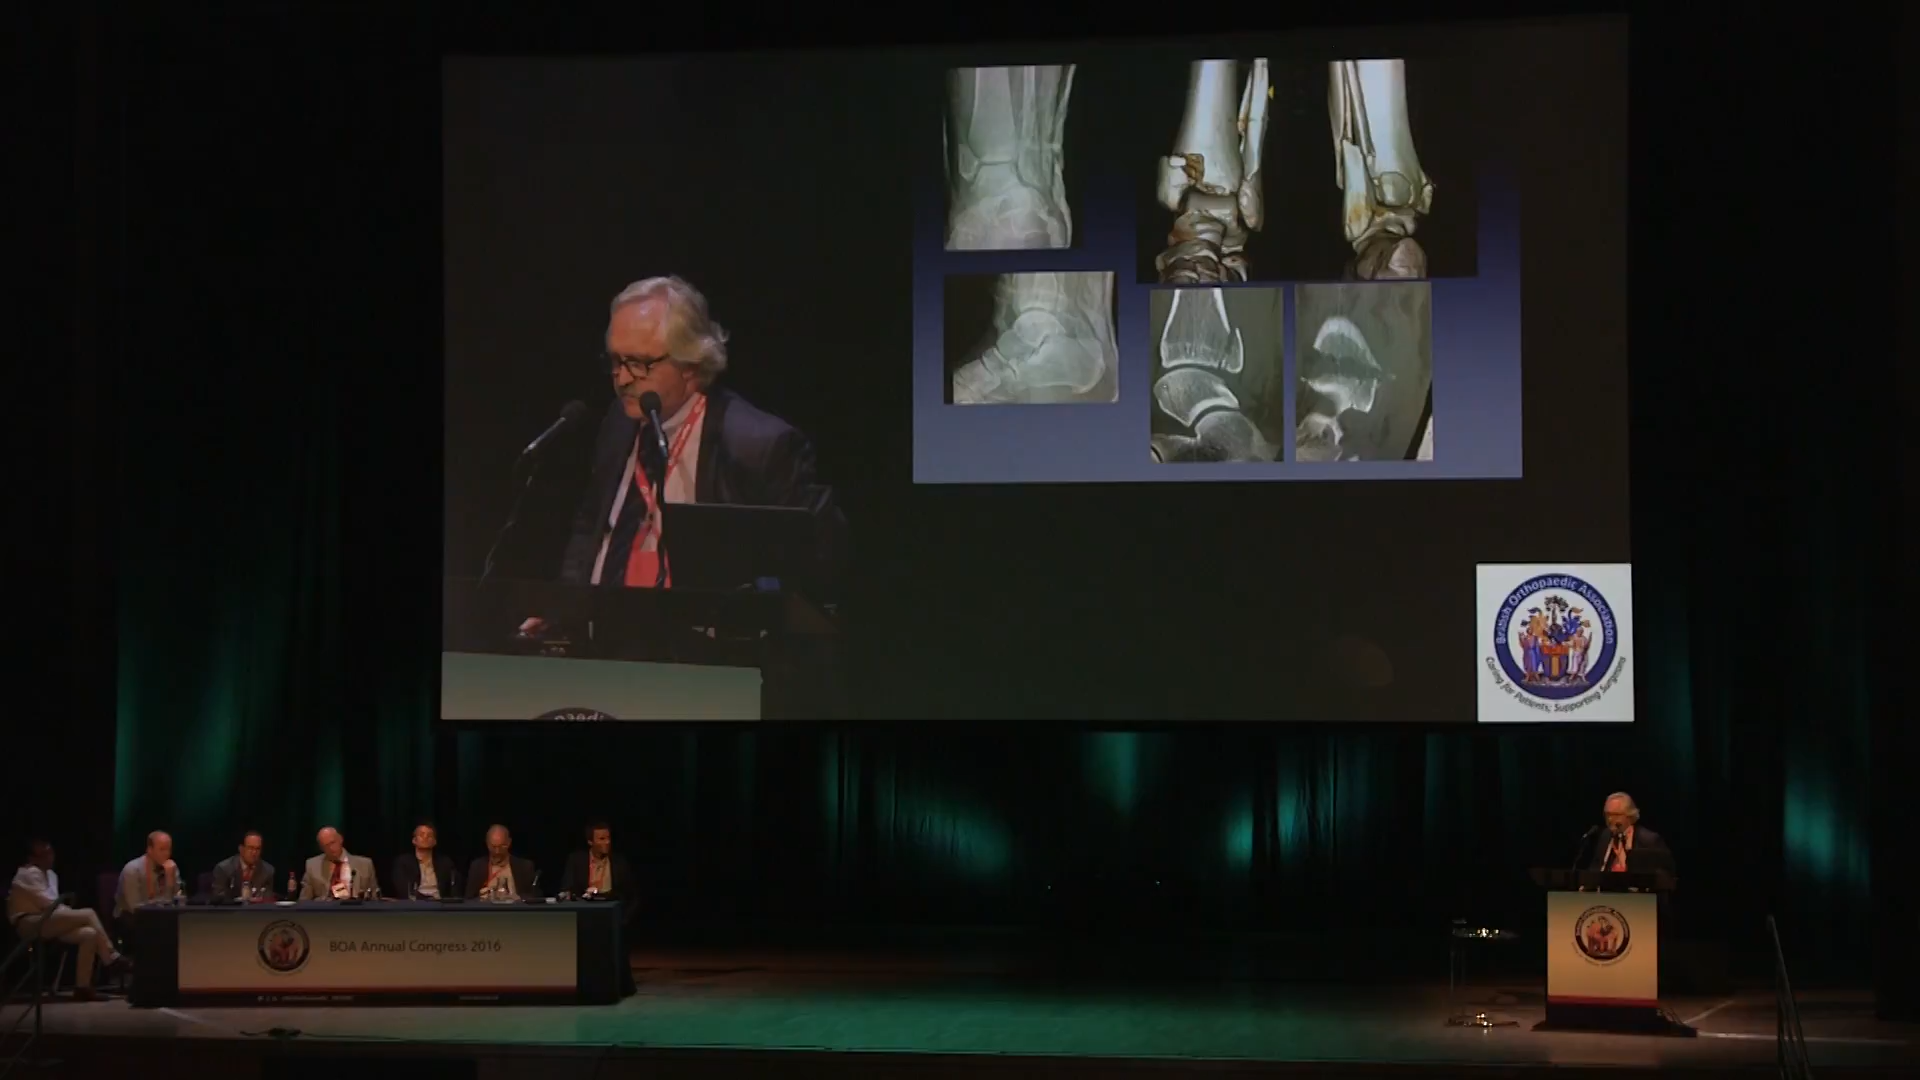 British Orthopaedic Association
Caring for Patients; Supporting Surgeons
BOA Annual Congress 2016